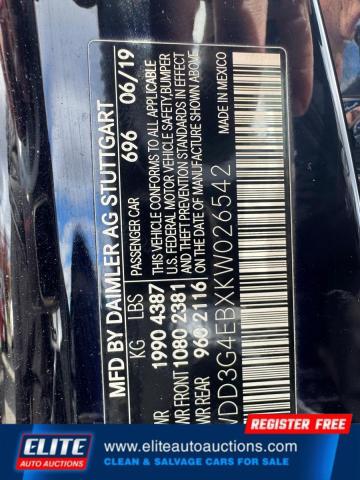 MFD BY DAIMLER AG STUTTGART
KG LBS PASSENGER CAR 696 06/19
1990 4387 THIS VEHICLE CONFORMS TO ALL APPLICABLE
FRONT 1080 2381 U.S. FEDERAL MOTOR VEHICLE SAFETY BUMPER
AND THEFT PREVENTION STANDARDS IN EFFECT
REAR 960 2116 ON THE DATE OF MANUFACTURE SHOWN ABOVE
WDD3G4EBXKW026542 MADE IN MEXICO
ELITE
AUTO AUCTIONS
REGISTER FREE
www.eliteautoauctions.com
CLEAN & SALVAGE CARS FOR SALE